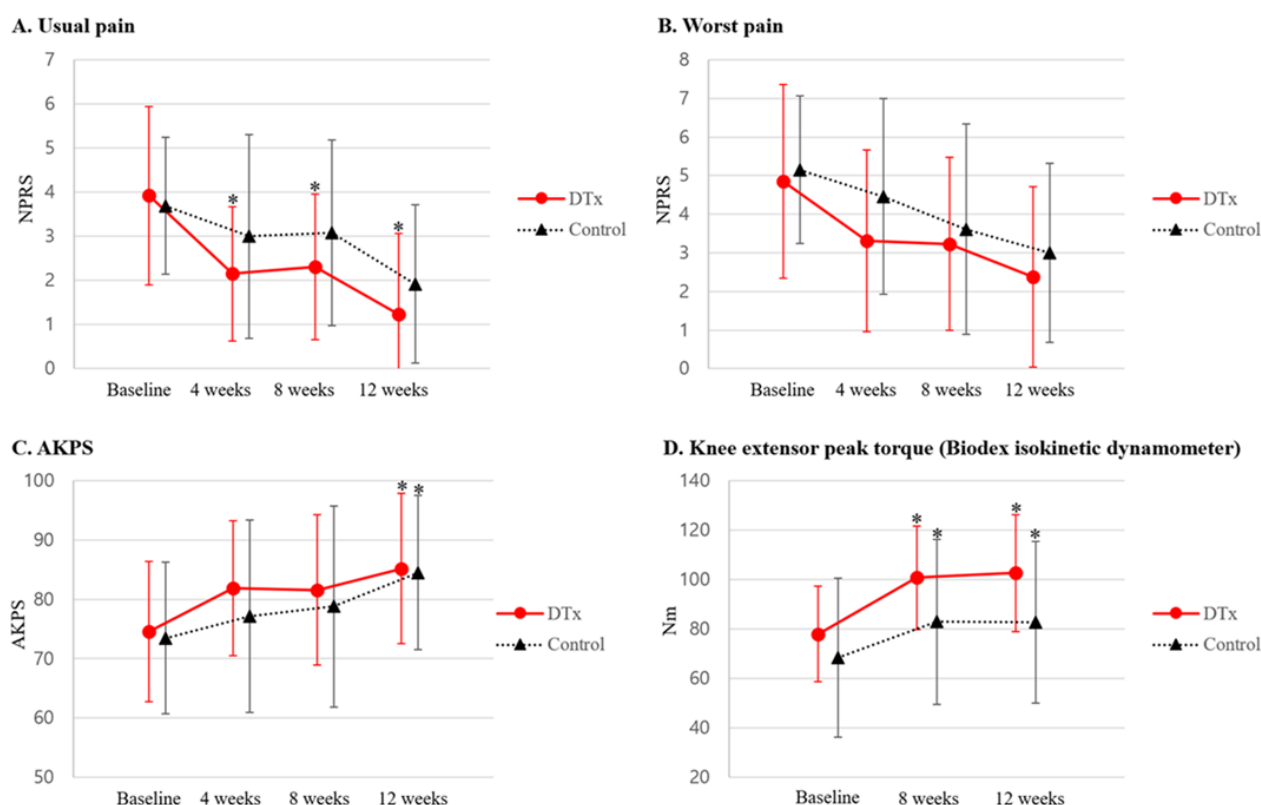 A. Usual pain
7
6
5
4
3
2
1
0
NPRS
*
*
*
Baseline 4 weeks 8 weeks 12 weeks
DTx
Control
B. Worst pain
8
7
6
5
4
3
2
1
0
NPRS
Baseline 4 weeks 8 weeks 12 weeks
DTx
Control
C. AKPS
100
90
80
70
60
50
AKPS
* *
Baseline 4 weeks 8 weeks 12 weeks
DTx
Control
D. Knee extensor peak torque (Biodex isokinetic dynamometer)
140
120
100
80
60
40
20
Nm
* *
* *
Baseline 8 weeks 12 weeks
DTx
Control